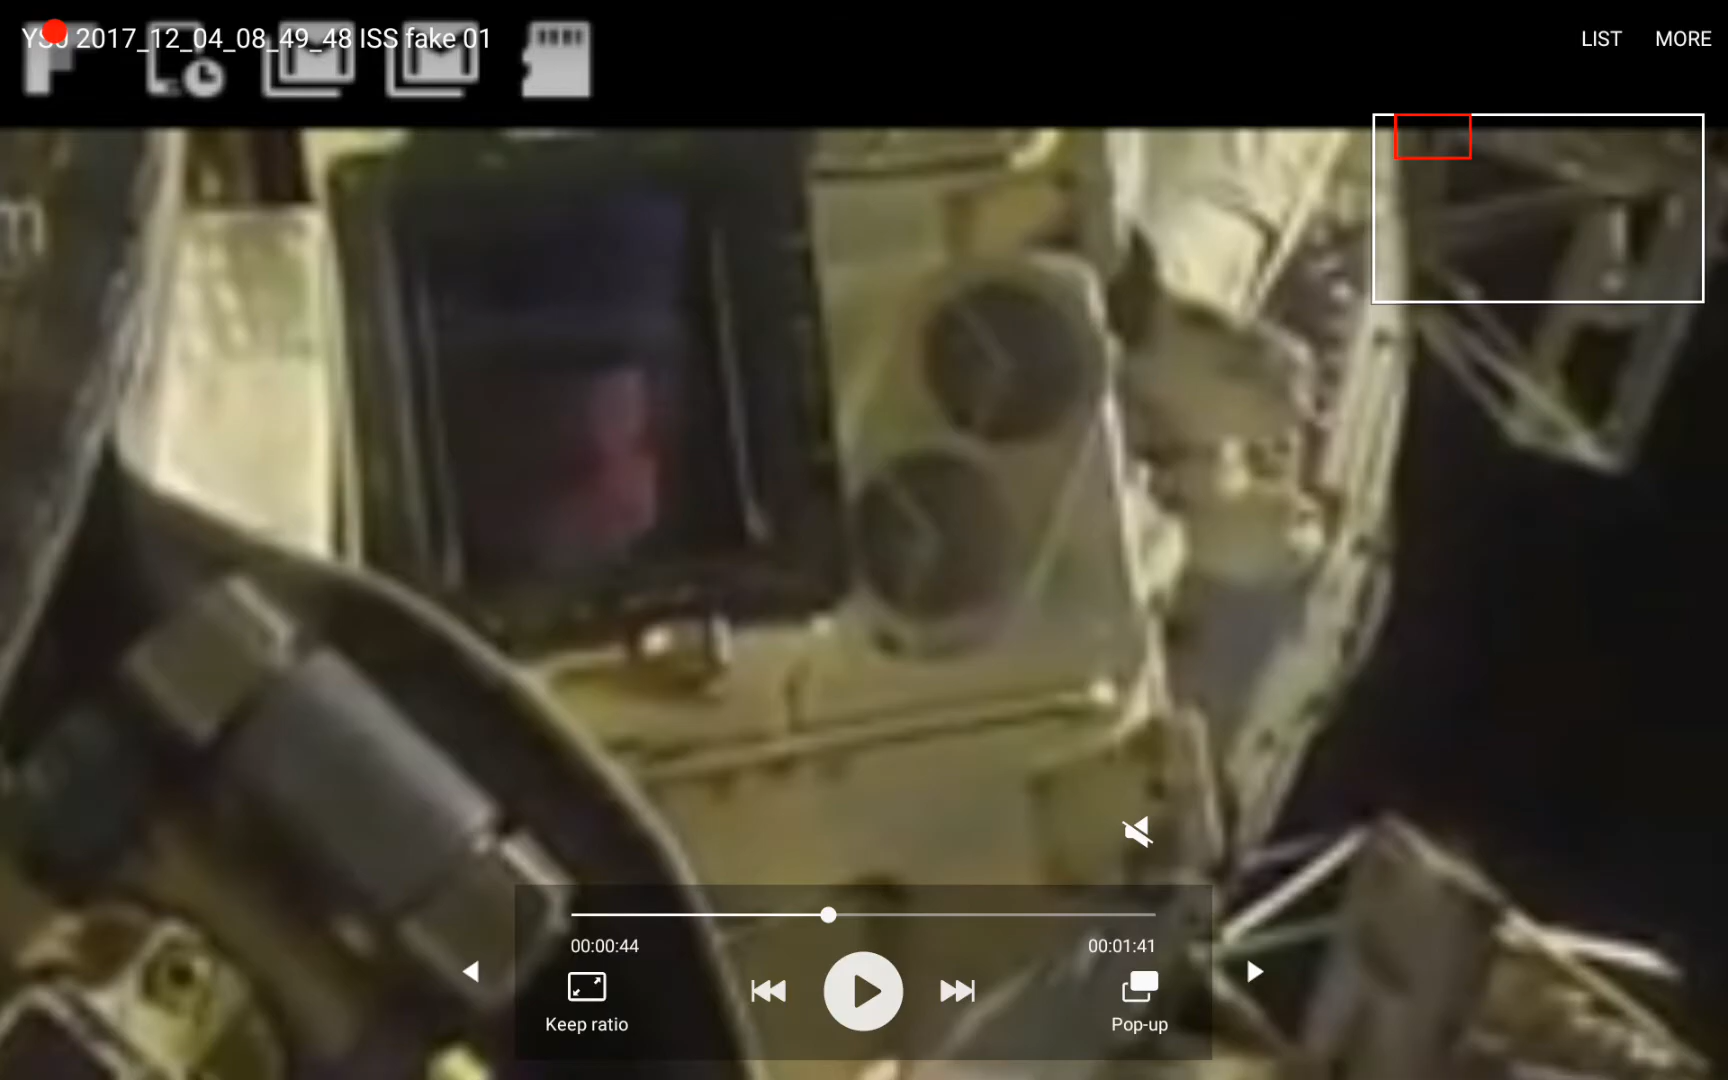 2017_12_04_08_49_48 ISS fake 01
LIST
MORE
m
00:00:44
00:01:41
Keep ratio
Pop-up